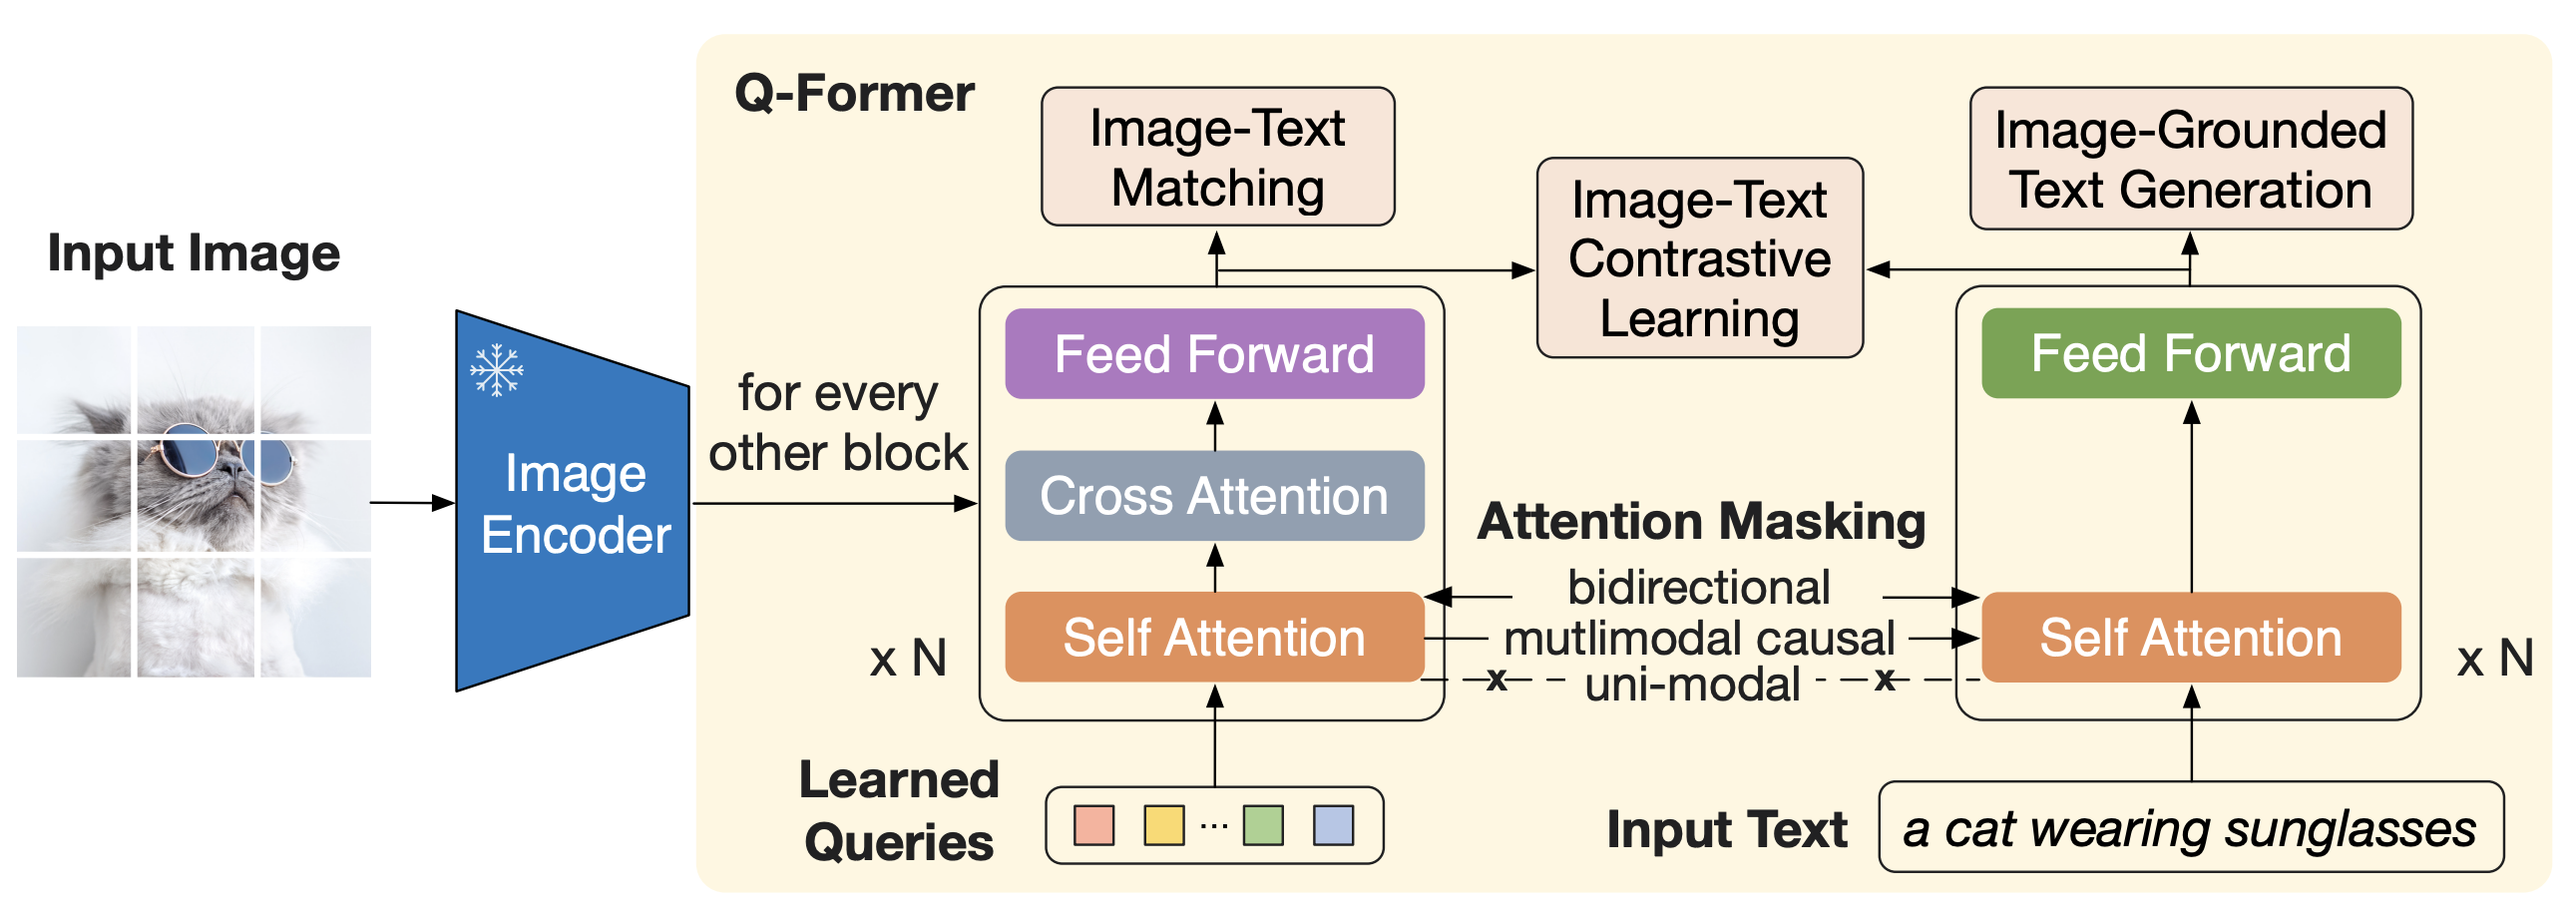 Q-Former
Input Image
Image
Encoder
for every
other block
Image-Text
Matching
Image-Text
Contrastive
Learning
Image-Grounded
Text Generation
Feed Forward
Cross Attention
Self Attention
x N
Attention Masking
bidirectional
mutlimodal causal
x uni-modal x
Feed Forward
Self Attention
x N
Learned
Queries
...
Input Text
a cat wearing sunglasses